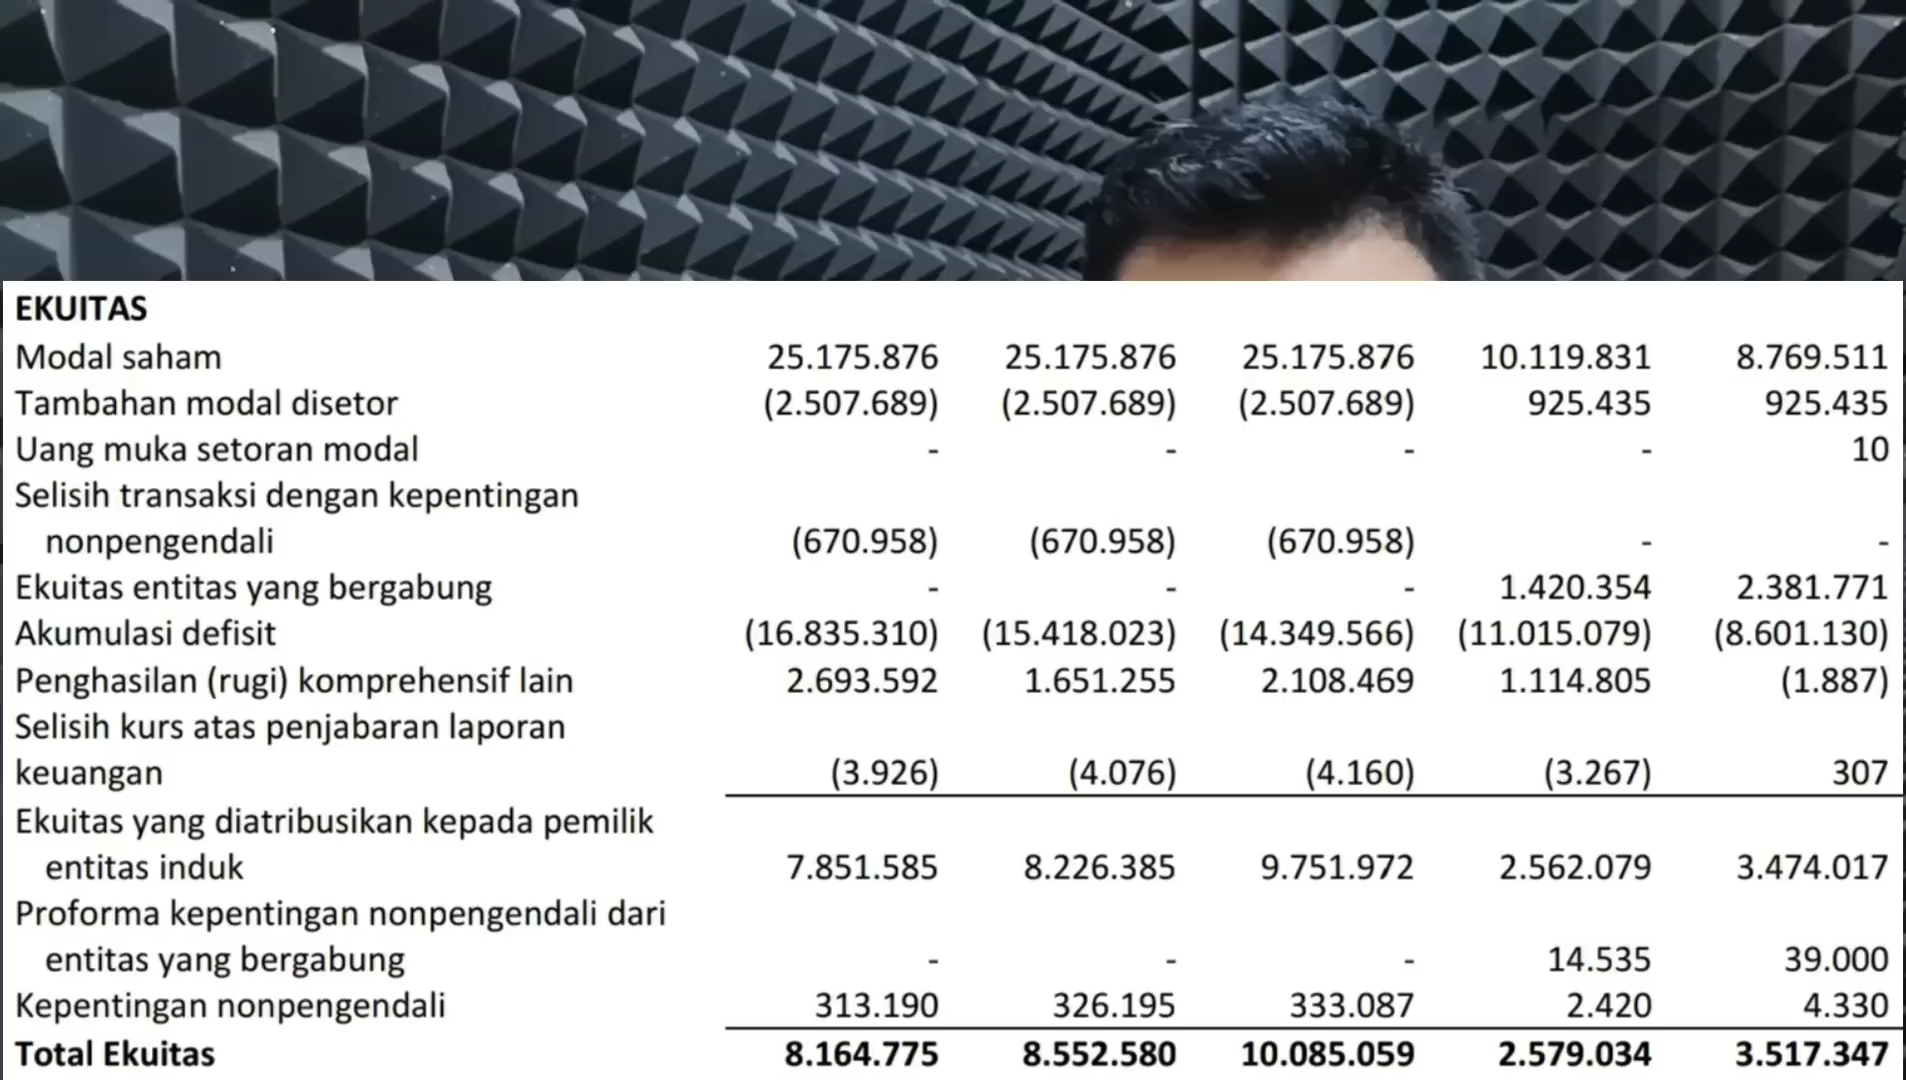 EKUITAS
Modal saham 25.175.876 25.175.876 25.175.876 10.119.831 8.769.511
Tambahan modal disetor (2.507.689) (2.507.689) (2.507.689) 925.435 925.435
Uang muka setoran modal - - - - 10
Selisih transaksi dengan kepentingan
nonpengendali (670.958) (670.958) (670.958) - -
Ekuitas entitas yang bergabung - - - 1.420.354 2.381.771
Akumulasi defisit (16.835.310) (15.418.023) (14.349.566) (11.015.079) (8.601.130)
Penghasilan (rugi) komprehensif lain 2.693.592 1.651.255 2.108.469 1.114.805 (1.887)
Selisih kurs atas penjabaran laporan
keuangan (3.926) (4.076) (4.160) (3.267) 307
Ekuitas yang diatribusikan kepada pemilik
entitas induk 7.851.585 8.226.385 9.751.972 2.562.079 3.474.017
Proforma kepentingan nonpengendali dari
entitas yang bergabung - - - 14.535 39.000
Kepentingan nonpengendali 313.190 326.195 333.087 2.420 4.330
Total Ekuitas 8.164.775 8.552.580 10.085.059 2.579.034 3.517.347